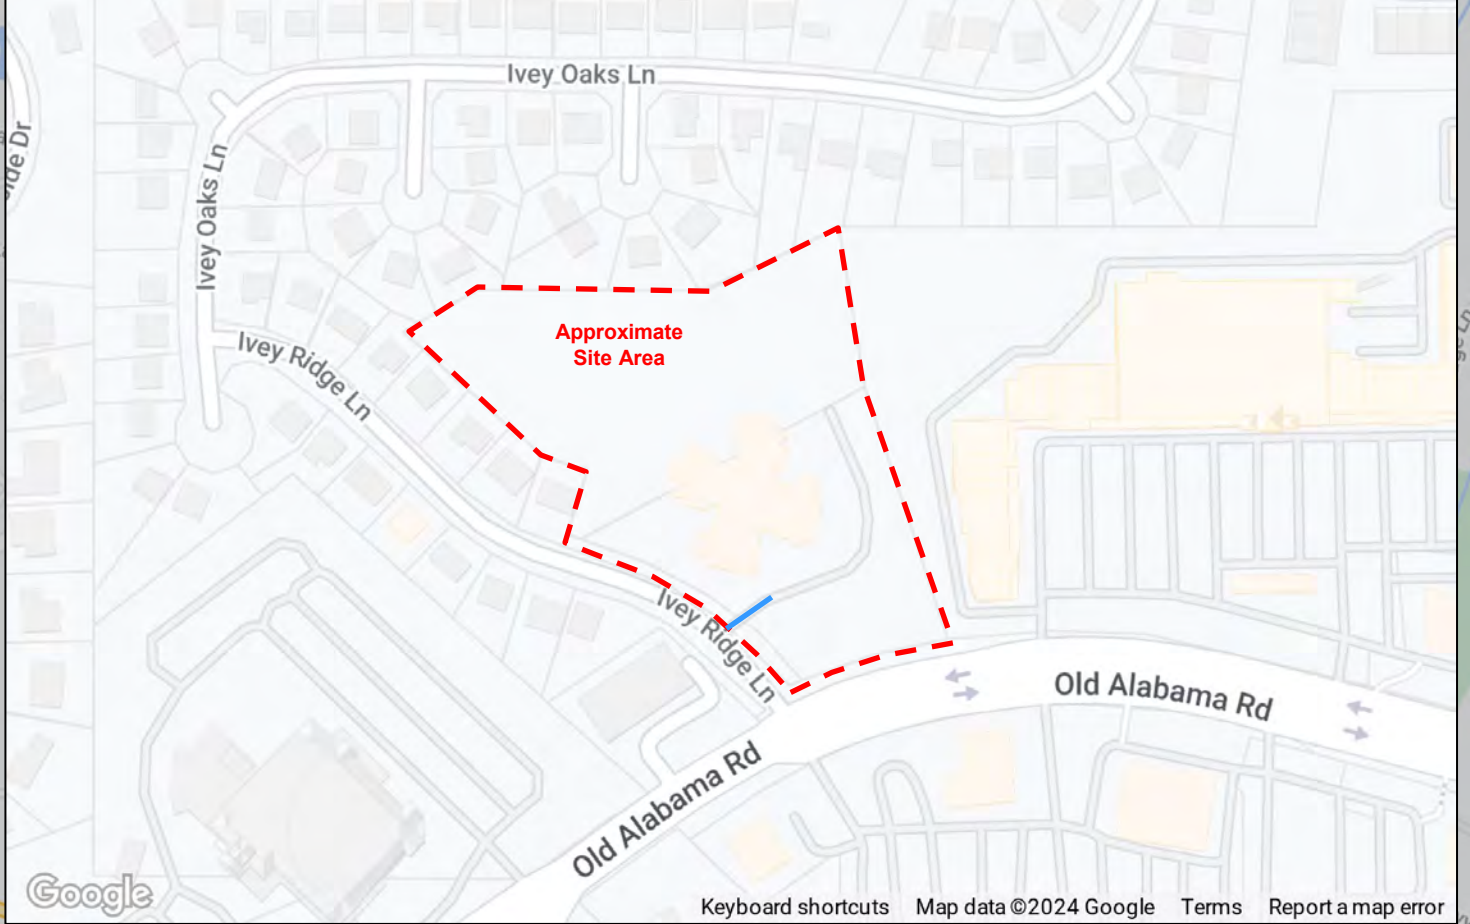 Ivey Oaks Ln
Ivey Oaks Ln
Approximate
Site Area
Ivey Ridge Ln
Ivey Ridge Ln
Old Alabama Rd
Old Alabama Rd
Google
Keyboard shortcuts Map data ©2024 Google Terms Report a map error